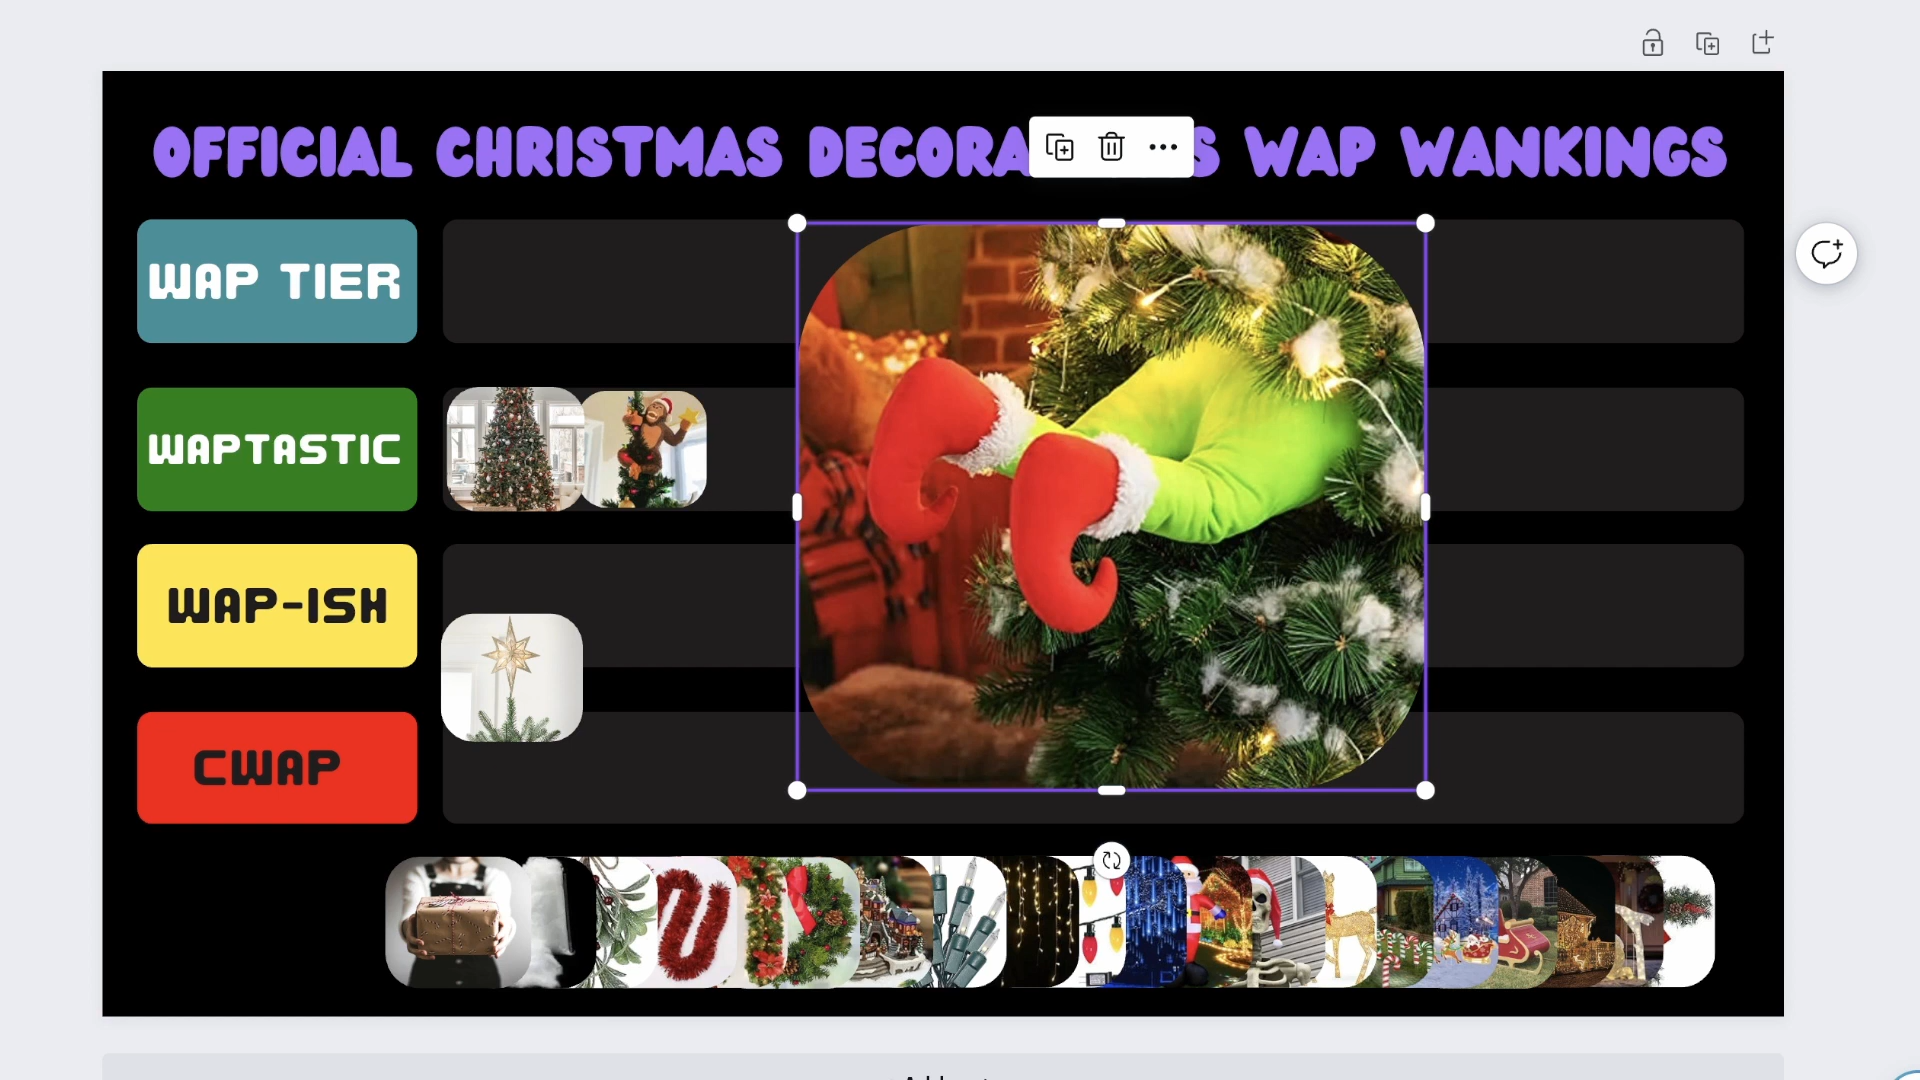 OFFICIAL CHRISTMAS DECORA S WAP WANKINGS
WAP TIER
WAPTASTIC
WAP-ISH
CWAP